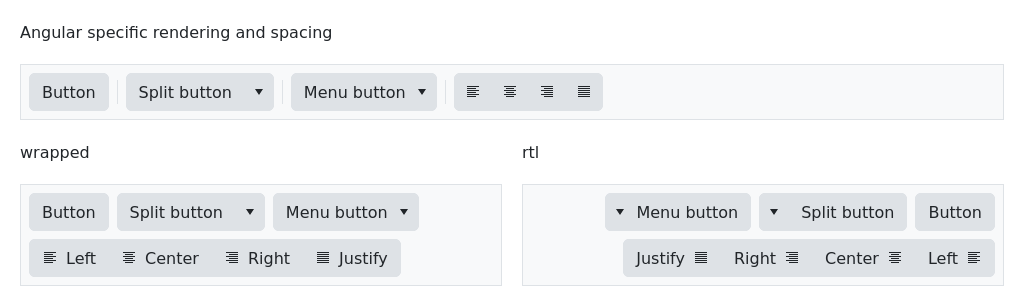 Angular specific rendering and spacing
Button Split button Menu button
wrapped
Button Split button Menu button
Left Center Right Justify
rtl
Menu button Split button Button
Justify Right Center Left